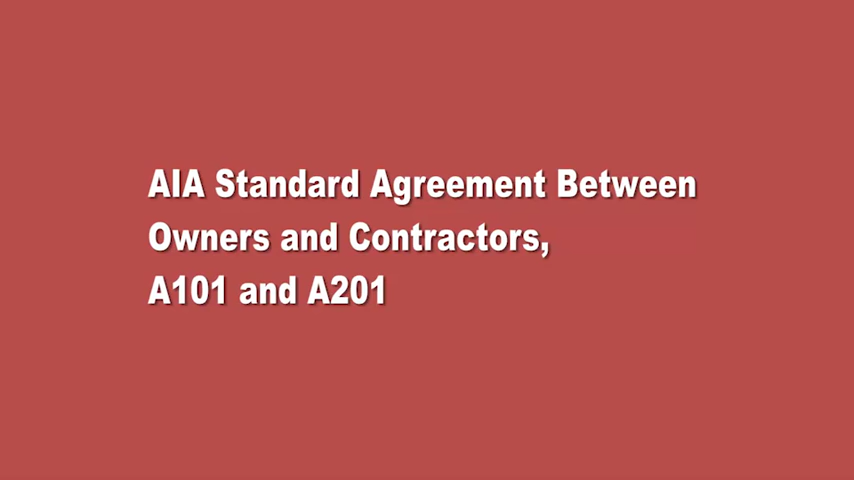 AIA Standard Agreement Between
Owners and Contractors,
A101 and A201